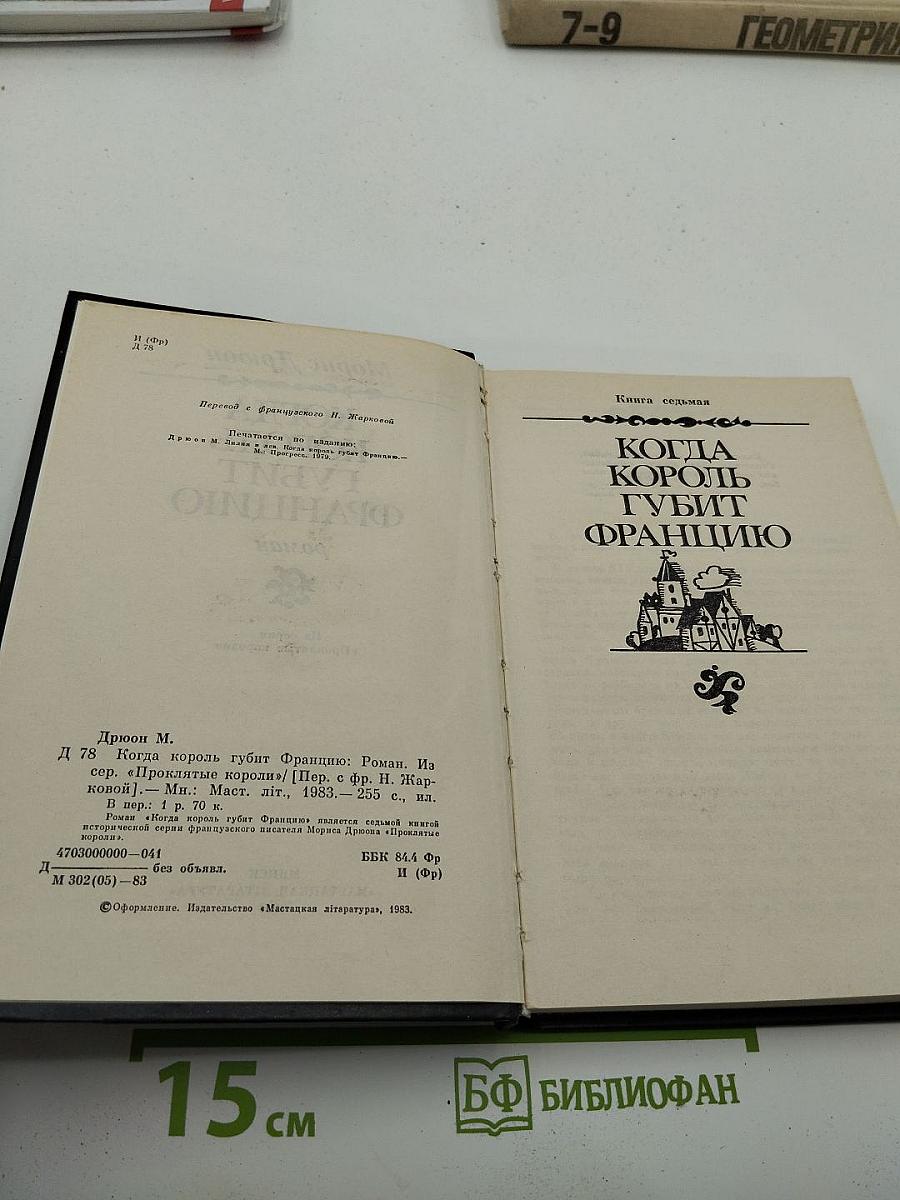 7-9 ГЕОМЕТРИЯ
И (Фр)
Д 78
Перевод с французского Н. Жарковой
Печатается по изданию:
Дрюон М. Лилия и лев. Когда король губит Францию.—
М.: Прогресс, 1979.
Дрюон М.
Д 78 Когда король губит Францию: Роман. Из
сер. «Проклятые короли»/ [Пер. с фр. Н. Жар-
ковой].— Мн.: Маст. літ., 1983.— 255 с., ил.
В пер.: 1 р. 70 к.
Роман «Когда король губит Францию» является седьмой книгой
исторической серии французского писателя Мориса Дрюона «Проклятые
короли».
4703000000—041
Д без объявл.
М 302(05)—83
ББК 84.4 Фр
И (Фр)
©Оформление. Издательство «Мастацкая літаратура», 1983.
Книга седьмая
КОГДА
КОРОЛЬ
ГУБИТ
ФРАНЦИЮ
15 см
БФ БИБЛИОФАН